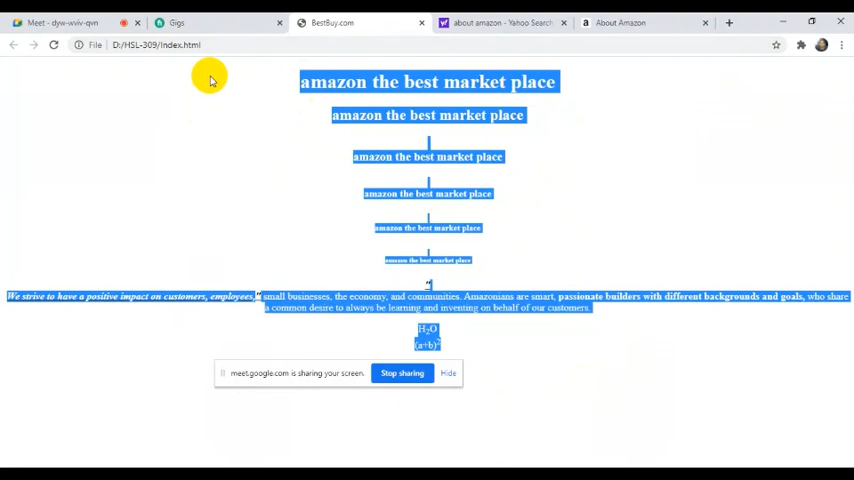 Meet - dyw-wviv-qvn
Gigs
BestBuy.com
about amazon - Yahoo Search
About Amazon
File D:/HSL-309/Index.html
amazon the best market place
amazon the best market place
amazon the best market place
amazon the best market place
amazon the best market place
amazon the best market place
"
We strive to have a positive impact on customers, employees," small businesses, the economy, and communities. Amazonians are smart, passionate builders with different backgrounds and goals, who share
a common desire to always be learning and inventing on behalf of our customers.
H₂O
(a+b)²
meet.google.com is sharing your screen. Stop sharing Hide